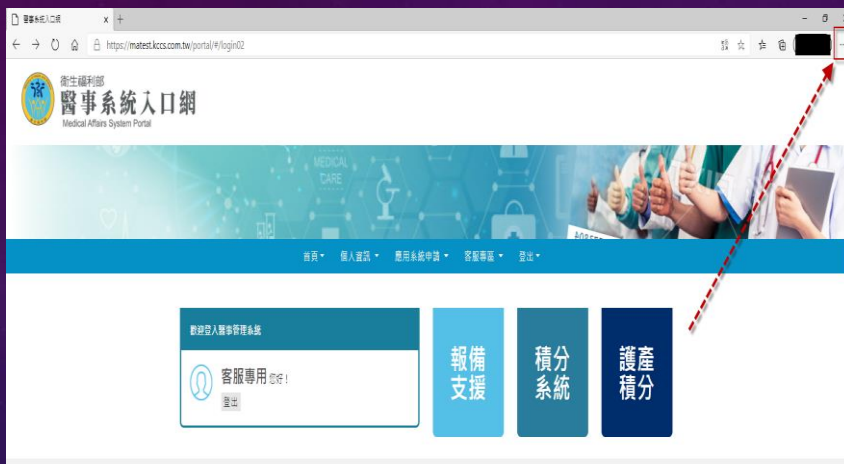 醫事系統入口網
https://matest.kccs.com.tw/portal/#/login02
衛生福利部
醫事系統入口網
Medical Affairs System Portal
MEDICAL
CARE
首頁 個人資訊 應用系統申請 客服專區 登出
歡迎登入醫事管理系統
客服專用 您好!
登出
報備
支援
積分
系統
護產
積分